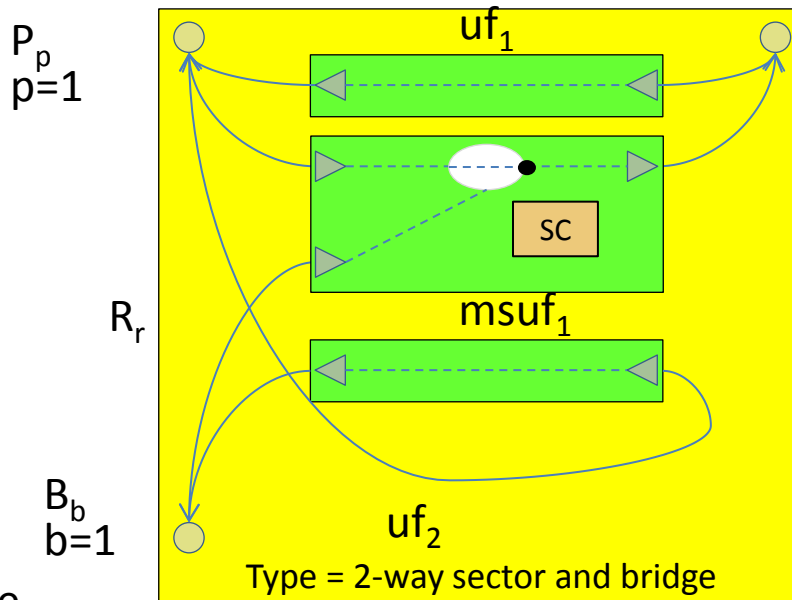 P_p
p=1
uf_1
SC
R_r
msuf_1
B_b
b=1
uf_2
Type = 2-way sector and bridge